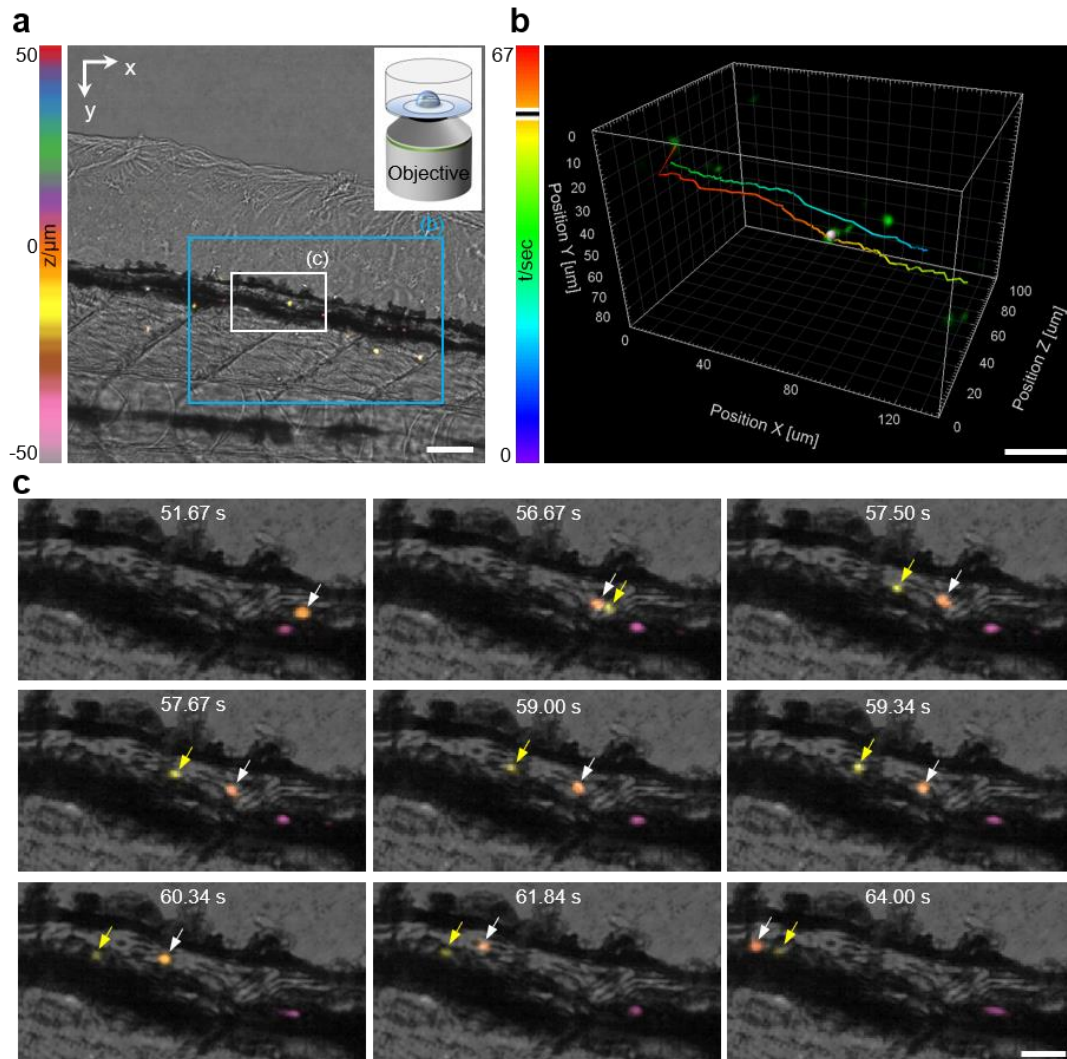 a
50
z/μm
0
-50
x
y
Objective
(b)
(c)
b
67
t/sec
0
0
10
20
30
40
50
60
70
80
Position Y [um]
0
40
80
120
Position X [um]
0
20
40
60
80
100
Position Z [um]
c
51.67 s
56.67 s
57.50 s
57.67 s
59.00 s
59.34 s
60.34 s
61.84 s
64.00 s